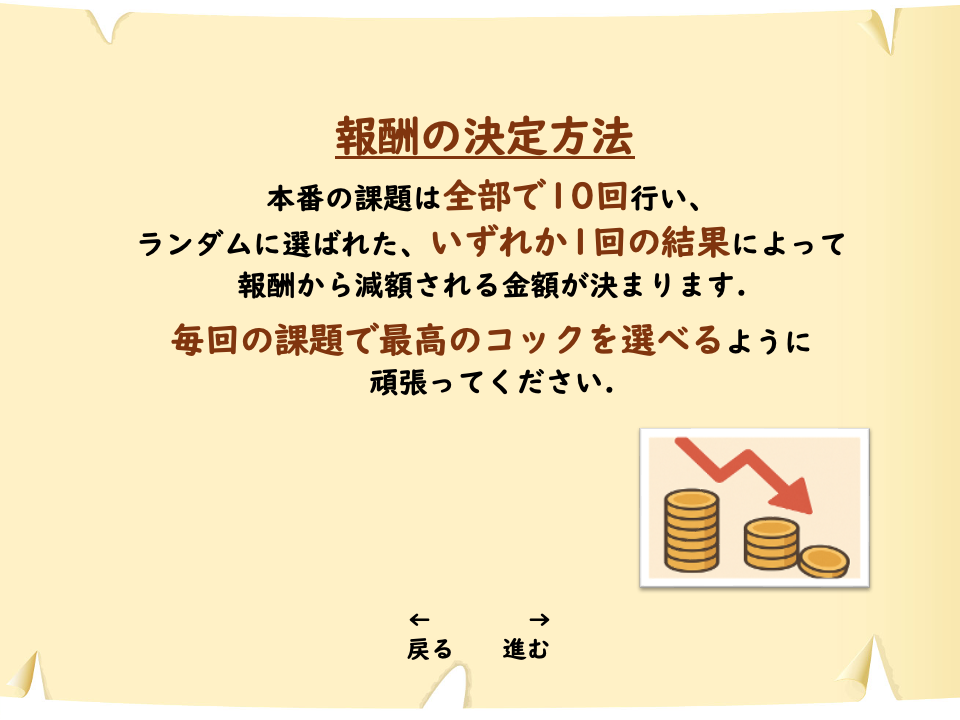 報酬の決定方法
本番の課題は全部で10回行い、
ランダムに選ばれた、いずれか1回の結果によって
報酬から減額される金額が決まります.
毎回の課題で最高のコックを選べるように
頑張ってください.
← →
戻る 進む